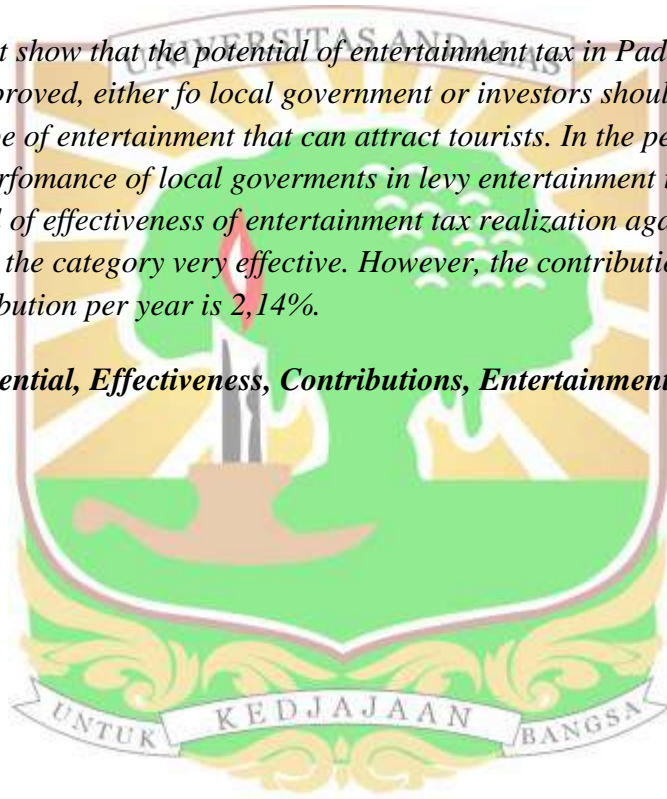 UNIVERSITAS ANDALAS
t show that the potential of entertainment tax in Pad
proved, either fo local government or investors shoul
e of entertainment that can attract tourists. In the pe
rfomance of local goverments in levy entertainment
of effectiveness of entertainment tax realization aga
the category very effective. However, the contributio
bution per year is 2,14%.
ential, Effectiveness, Contributions, Entertainment
UNTUK KEDJAJAAN BANGSA